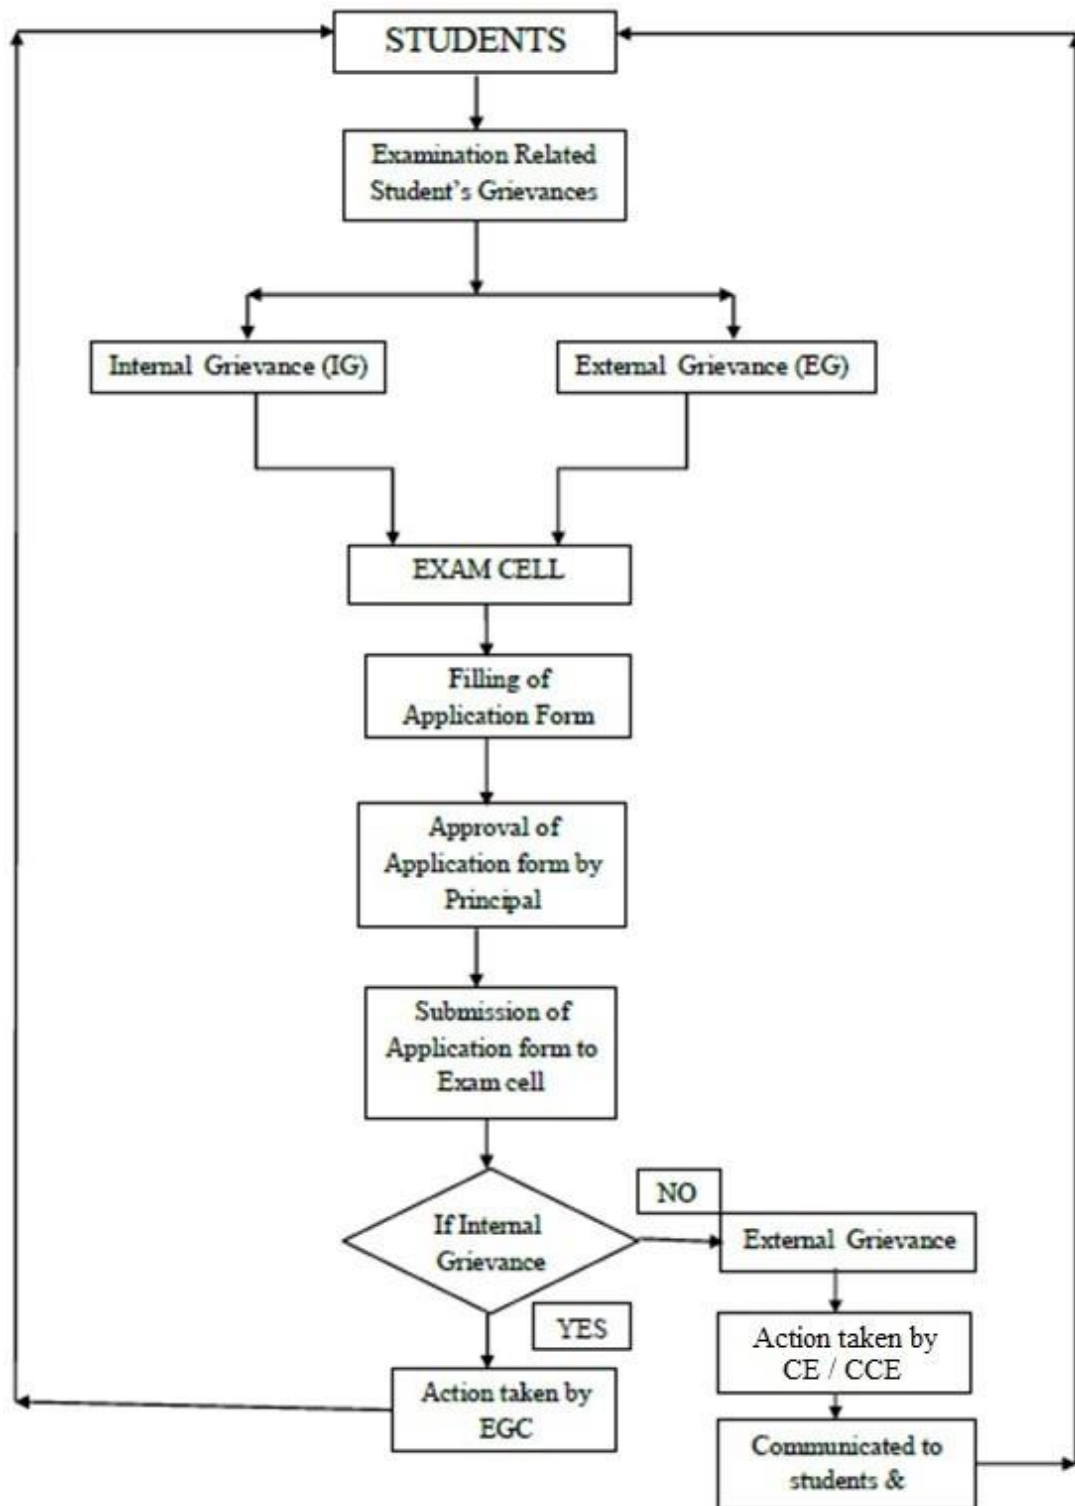 STUDENTS
Examination Related
Student's Grievances
Internal Grievance (IG)
External Grievance (EG)
EXAM CELL
Filling of
Application Form
Approval of
Application form by
Principal
Submission of
Application form to
Exam cell
If Internal
Grievance
NO
External Grievance
YES
Action taken by
CE / CCE
Action taken by
EGC
Communicated to
students &